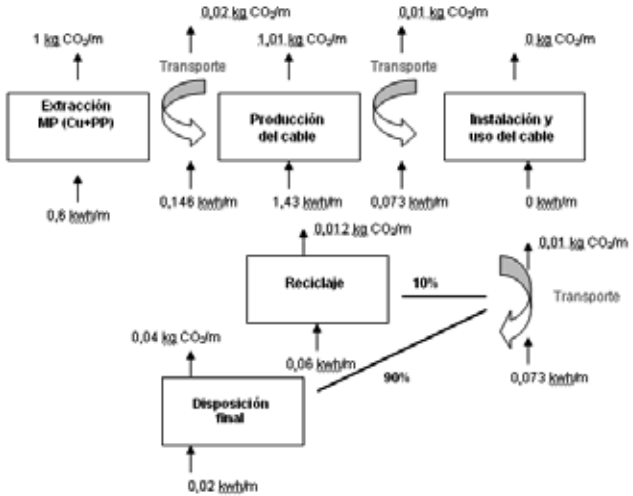 1 kg CO₂/m
0,02 kg CO₂/m
1,01 kg CO₂/m
0,01 kg CO₂/m
0 kg CO₂/m
Transporte
Transporte
Extracción
MP (Cu+PP)
Producción
del cable
Instalación y
uso del cable
0,6 kwh/m
0,146 kwh/m
1,43 kwh/m
0,073 kwh/m
0 kwh/m
0,012 kg CO₂/m
0,01 kg CO₂/m
Reciclaje
10%
Transporte
0,04 kg CO₂/m
0,06 kwh/m
90%
0,073 kwh/m
Disposición
final
0,02 kwh/m